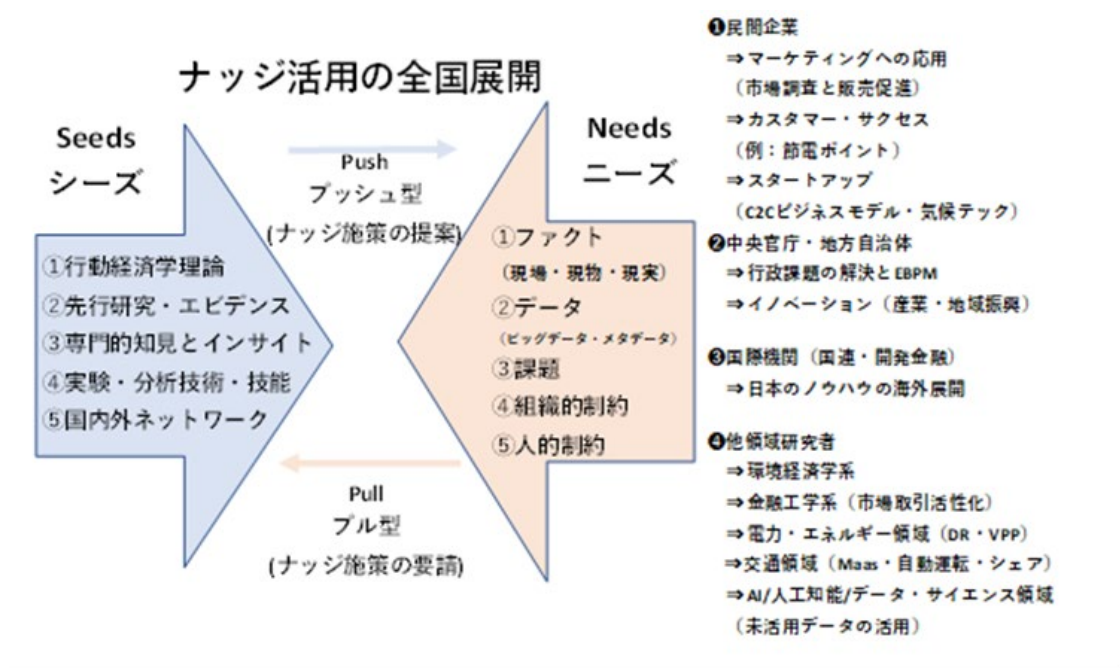 ナッジ活用の全国展開
Seeds
シーズ
①行動経済学理論
②先行研究・エビデンス
③専門的知見とインサイト
④実験・分析技術・技能
⑤国内外ネットワーク
Push
プッシュ型
(ナッジ施策の提案)
Pull
プル型
(ナッジ施策の要請)
Needs
ニーズ
①ファクト
（現場・現物・現実）
②データ
（ビッグデータ・メタデータ）
③課題
④組織的制約
⑤人的制約
❶民間企業
⇒マーケティングへの応用
（市場調査と販売促進）
⇒カスタマー・サクセス
（例：節電ポイント）
⇒スタートアップ
（C2Cビジネスモデル・気候テック）
❷中央官庁・地方自治体
⇒行政課題の解決とEBPM
⇒イノベーション（産業・地域振興）
❸国際機関（国連・開発金融）
⇒日本のノウハウの海外展開
❹他領域研究者
⇒環境経済学系
⇒金融工学系（市場取引活性化）
⇒電力・エネルギー領域（DR・VPP）
⇒交通領域（Maas・自動運転・シェア）
⇒AI/人工知能/データ・サイエンス領域
（未活用データの活用）